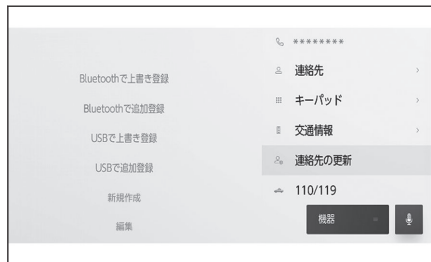 Bluetoothで上書き登録
Bluetoothで追加登録
USBで上書き登録
USBで追加登録
新規作成
編集
********
連絡先
キーパッド
交通情報
連絡先の更新
110/119
機器